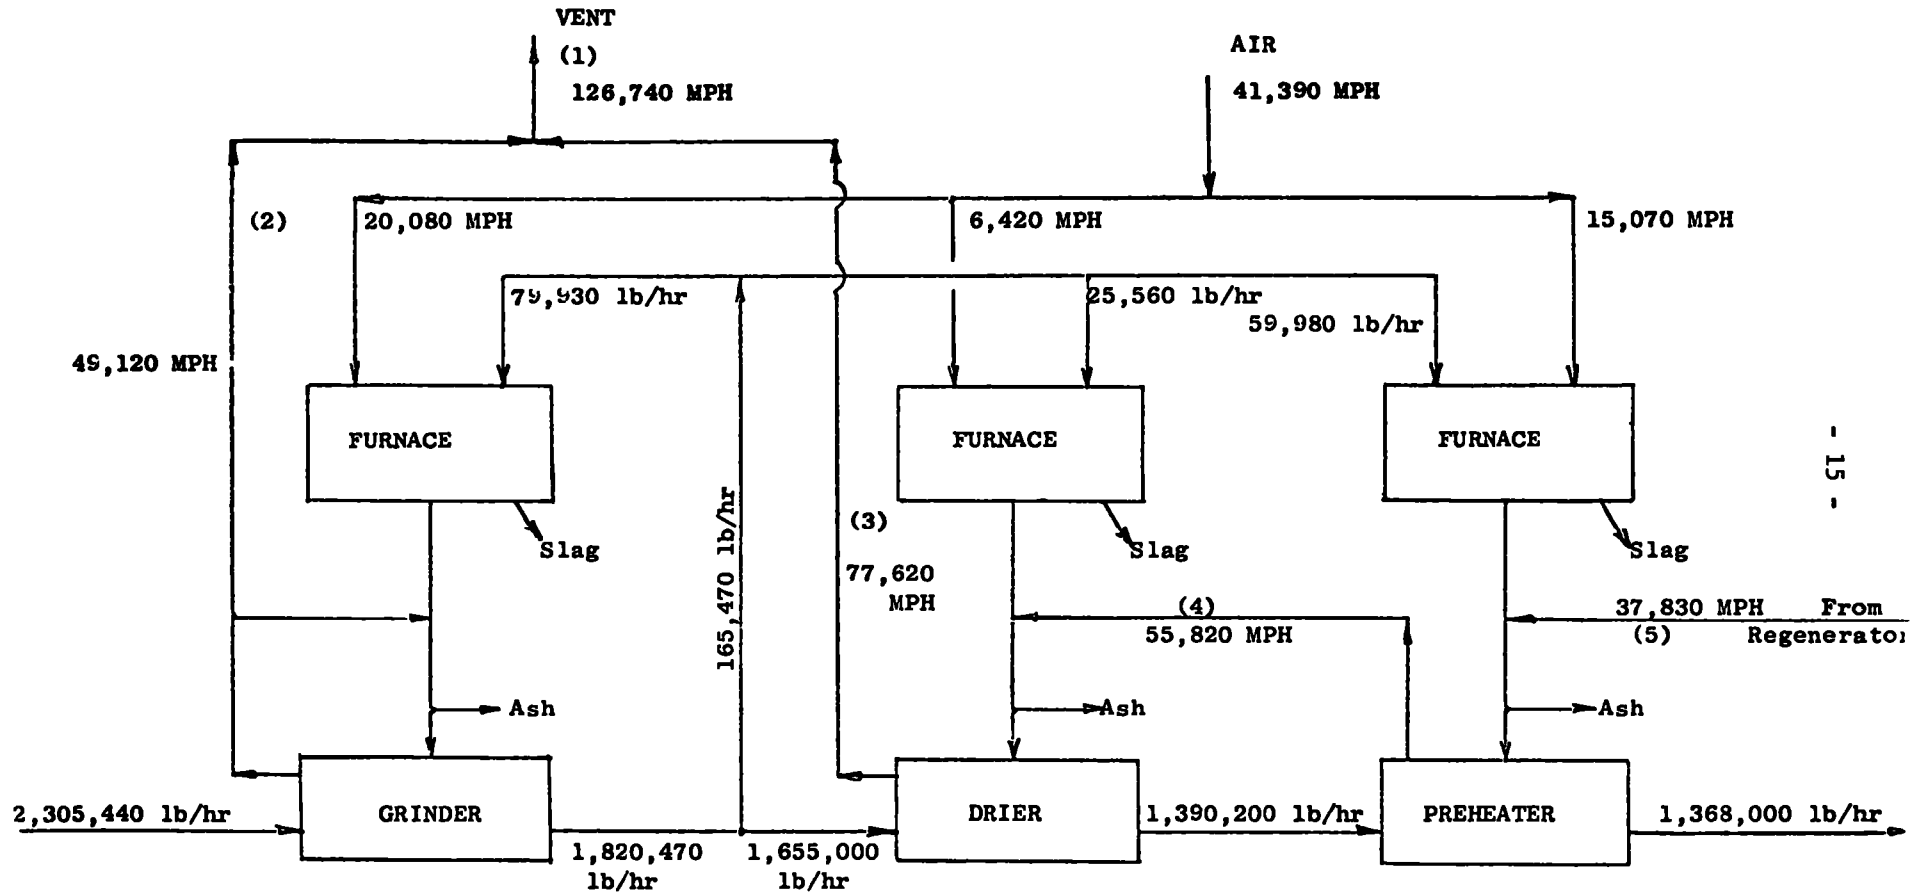 VENT
(1)
126,740 MPH
AIR
41,390 MPH
(2)
20,080 MPH
6,420 MPH
15,070 MPH
79,930 lb/hr
25,560 lb/hr
59,980 lb/hr
49,120 MPH
FURNACE
FURNACE
FURNACE
- 15 -
165,470 lb/hr
(3)
Slag
Slag
Slag
77,620
MPH
(4)
55,820 MPH
37,830 MPH From
(5)
Ash
Ash
Ash
2,305,440 lb/hr
GRINDER
DRIER
1,390,200 lb/hr
PREHEATER
1,368,000 lb/hr
1,820,470
lb/hr
1,655,000
lb/hr